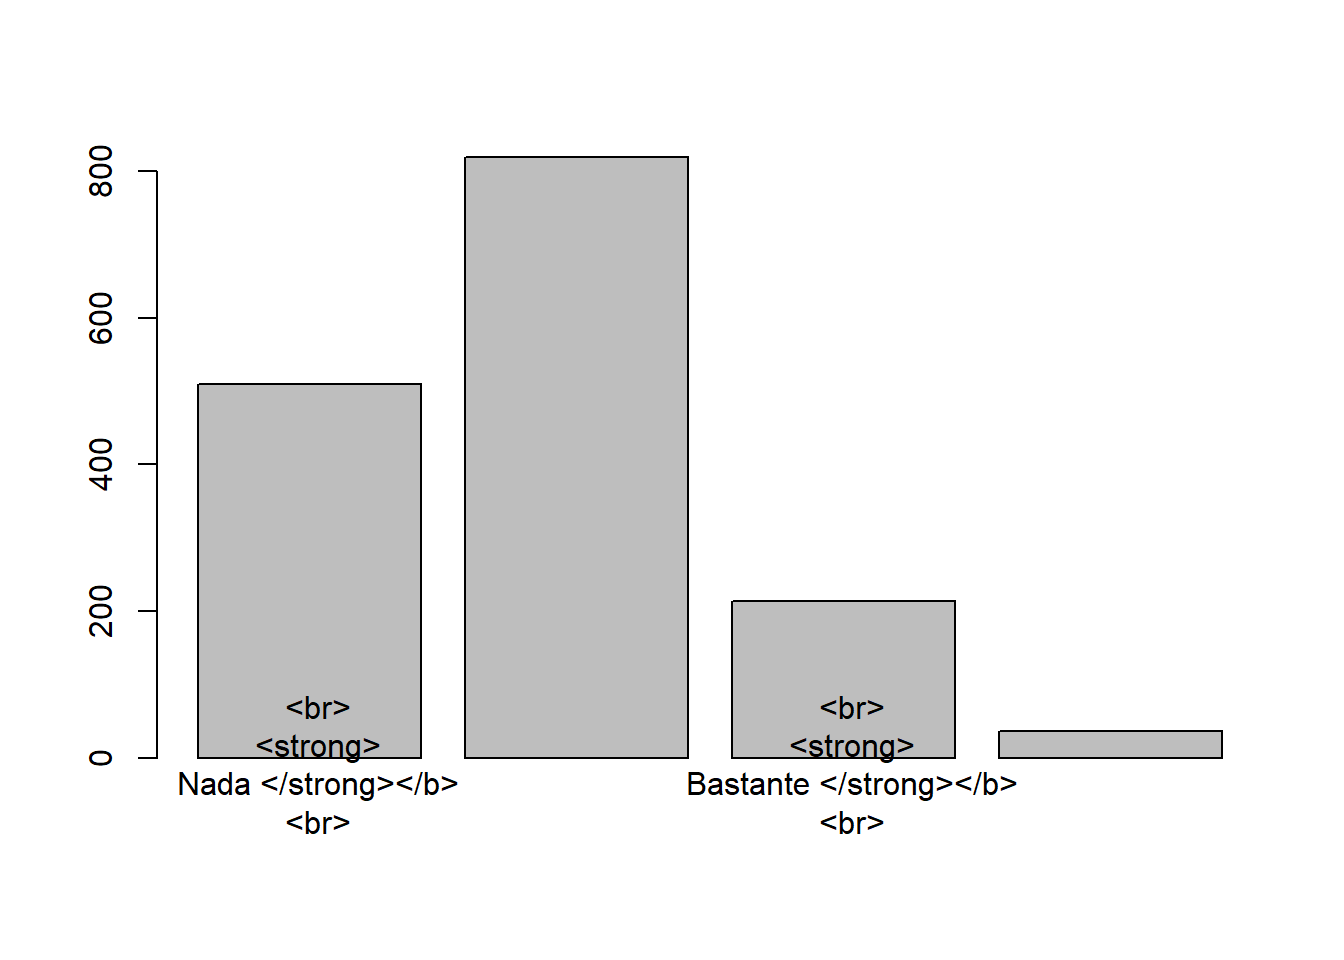 800
600
400
200
0
<br>
<strong>
Nada </strong></b>
<br>
<br>
<strong>
Bastante </strong></b>
<br>